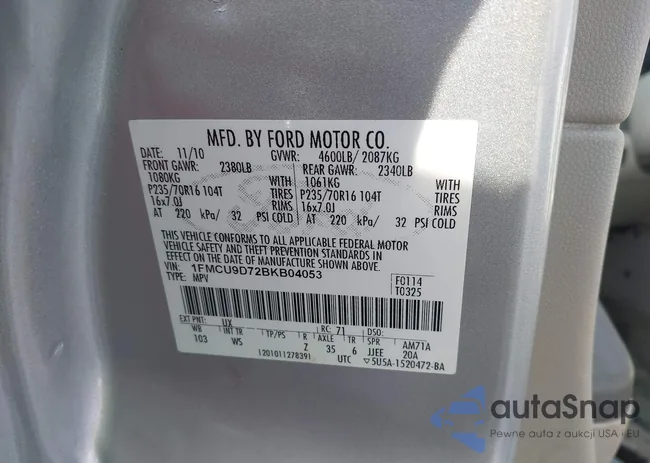 MFD. BY FORD MOTOR CO.
DATE: 11/10 GVWR: 4600LB/ 2087KG
FRONT GAWR: 2380LB REAR GAWR: 2340LB
1080KG WITH 1061KG WITH
P235/70R16 104T TIRES P235/70R16 104T TIRES
16x7.0J RIMS 16x7.0J RIMS
AT 220 kPa/ 32 PSI COLD AT 220 kPa/ 32 PSI COLD
THIS VEHICLE CONFORMS TO ALL APPLICABLE FEDERAL MOTOR
VEHICLE SAFETY AND THEFT PREVENTION STANDARDS IN
EFFECT ON THE DATE OF MANUFACTURE SHOWN ABOVE.
VIN: 1FMCU9D72BKB04053 F0114
TYPE: MPV T0325
EXT PNT: UX RC: 71 DSO:
WB INT TR TP/PS R AXLE TR SPR AM71A
103 WS Z 35 6 JJEE 20A
120101127839 UTC 5U5A-1520472-BA
autaSnap
Pewne auta z aukcji USA i EU